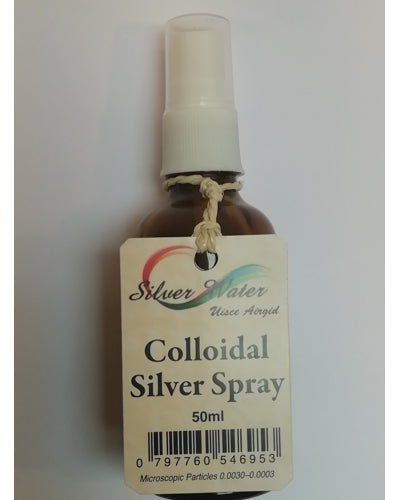 Silver Water
Uisce Airgid
Colloidal
Silver Spray
50ml
0 797760 546953
Microscopic Particles 0.0030–0.0003